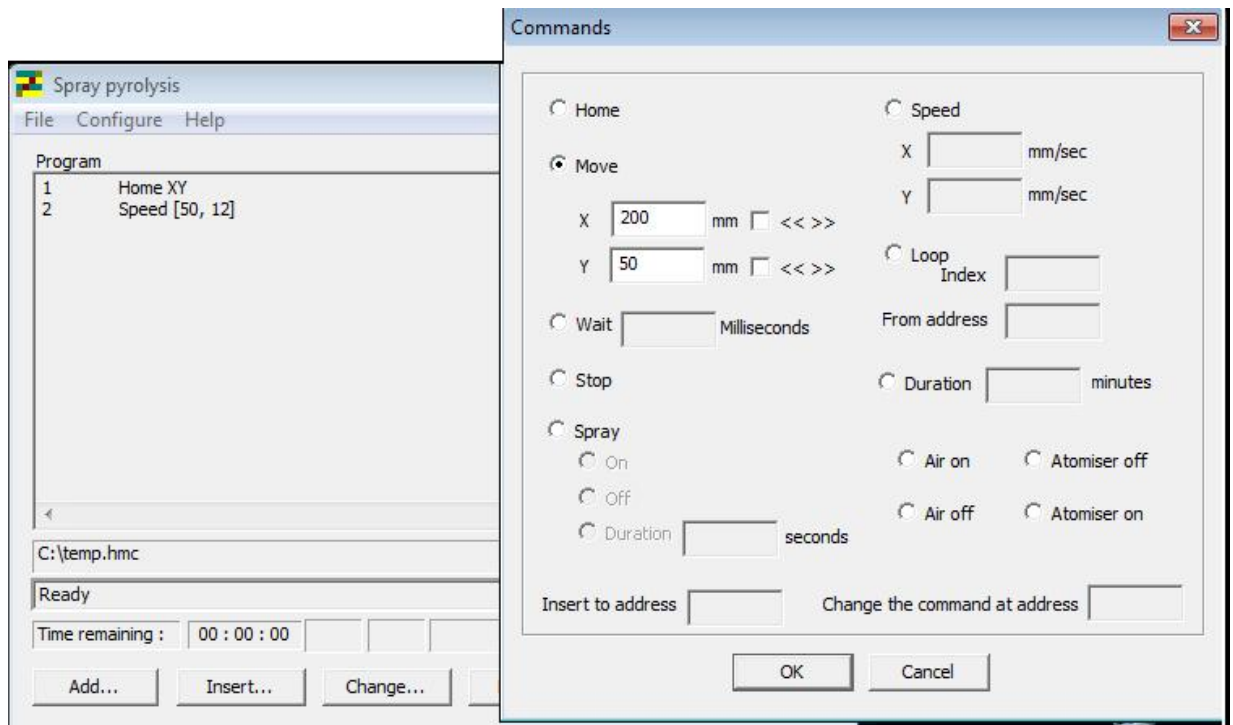 Spray pyrolysis
File Configure Help
Program
1 Home XY
2 Speed [50, 12]
C:\temp.hmc
Ready
Time remaining : 00 : 00 : 00
Add... Insert... Change...
Commands
Home
Move
X 200 mm << >>
Y 50 mm << >>
Wait Milliseconds
Stop
Spray
On
Off
Duration seconds
Speed
X mm/sec
Y mm/sec
Loop
Index
From address
Duration minutes
Air on Atomiser off
Air off Atomiser on
Insert to address Change the command at address
OK Cancel